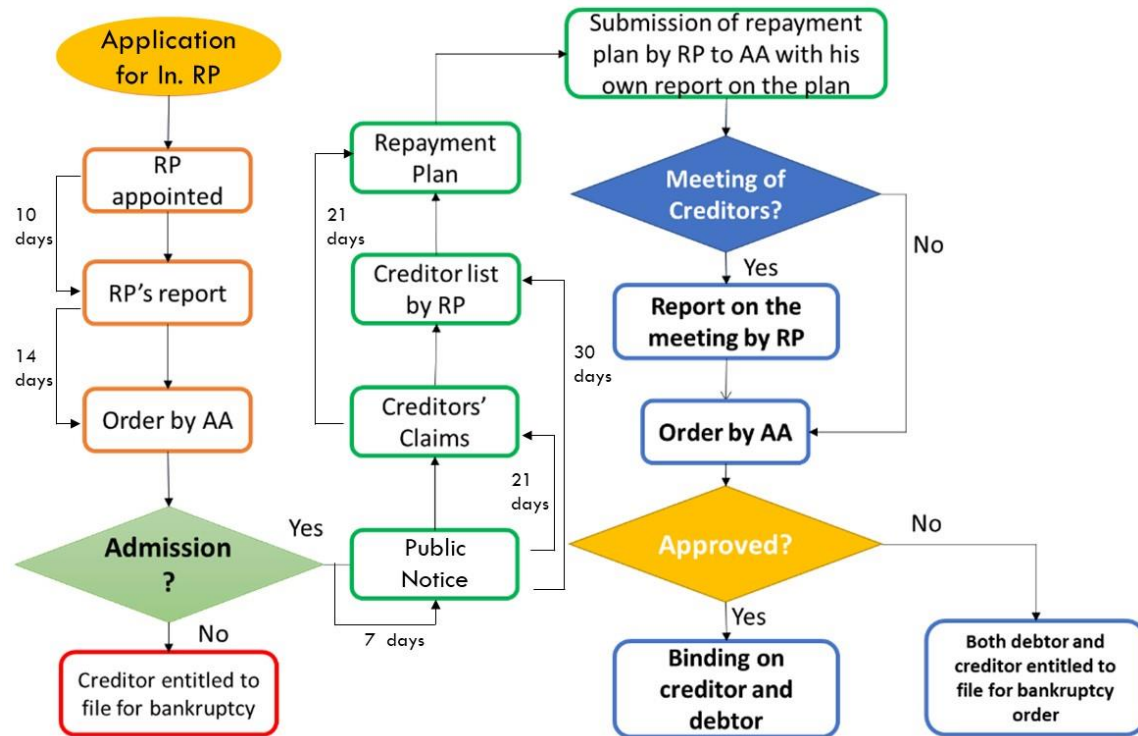 Application
for In. RP
RP
appointed
10
days
RP's report
14
days
Order by AA
Admission
?
Yes
No
Creditor entitled to
file for bankruptcy
7 days
Public
Notice
21
days
30
days
Creditors'
Claims
Creditor list
by RP
21
days
Repayment
Plan
Submission of repayment
plan by RP to AA with his
own report on the plan
Meeting of
Creditors?
No
Yes
Report on the
meeting by RP
Order by AA
Approved?
No
Yes
Binding on
creditor and
debtor
Both debtor and
creditor entitled to
file for bankruptcy
order